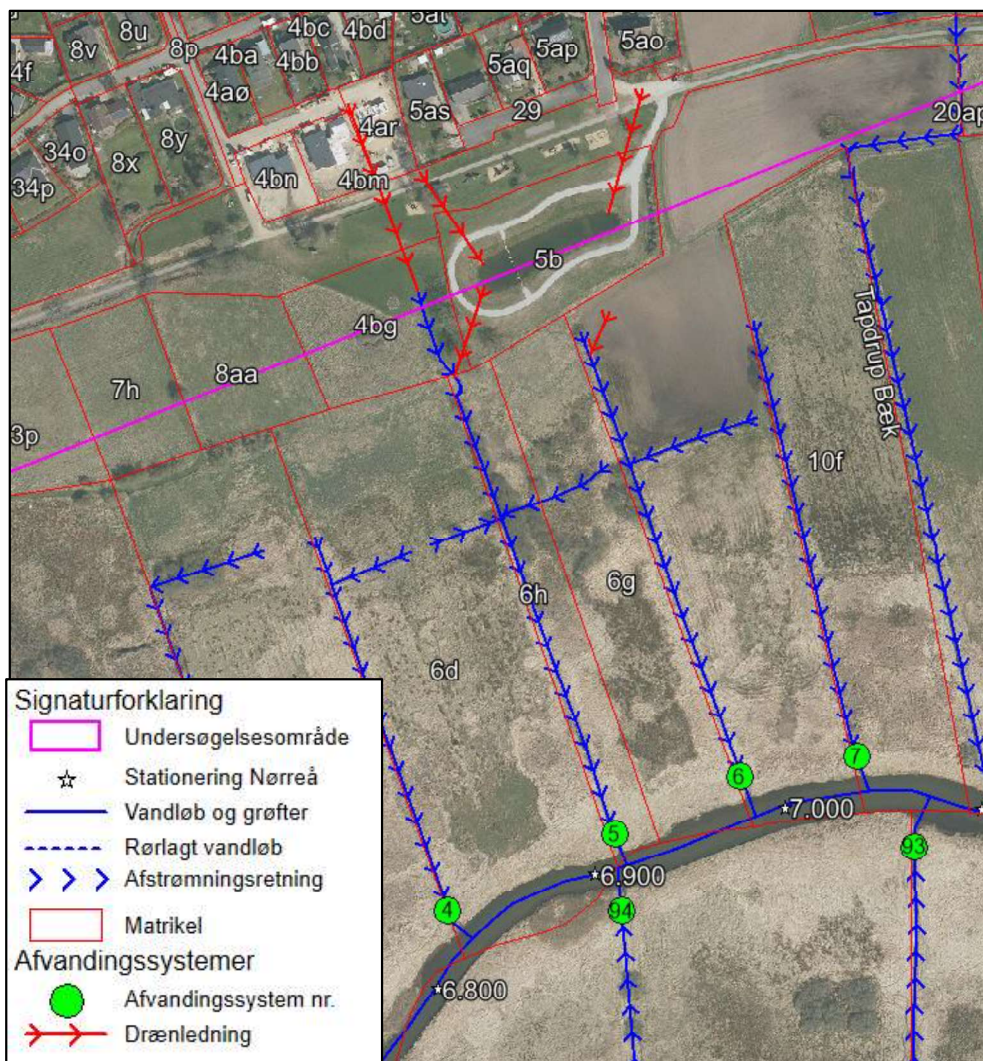 8u
4bc
4bd
5at
8v
8p
4ba
4bb
5ap
5ao
4f
5aq
4aø
5as
29
20ap
4ar
34o
8y
8x
34p
4bn
4bm
5b
4bg
8aa
7h
3p
Tapdrup Bæk
10f
6g
6h
6d
7
6
7.000
5
93
6.900
4
94
6.800
Signaturforklaring
Undersøgelsesområde
Stationering Nørreå
Vandløb og grøfter
Rørlagt vandløb
Afstrømningsretning
Matrikel
Afvandingssystemer
Afvandingssystem nr.
Drænledning